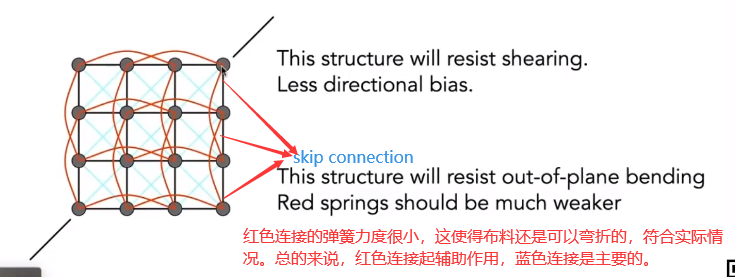 This structure will resist shearing.
Less directional bias.
skip connection
This structure will resist out-of-plane bending
Red springs should be much weaker
红色连接的弹簧力度很小，这使得布料还是可以弯折的，符合实际情
况。总的来说，红色连接起辅助作用，蓝色连接是主要的。